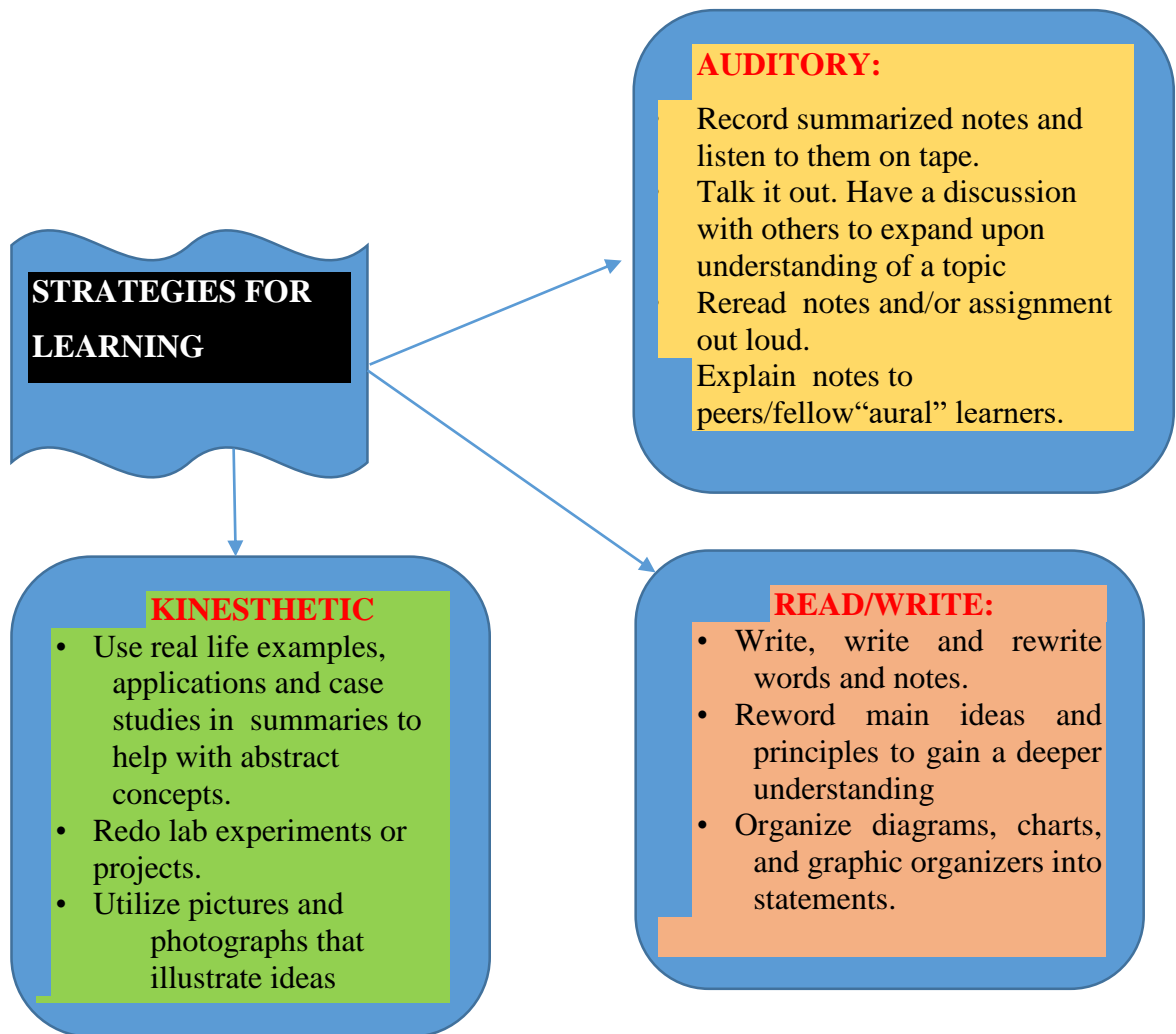 STRATEGIES FOR
LEARNING
AUDITORY:
Record summarized notes and
listen to them on tape.
Talk it out. Have a discussion
with others to expand upon
understanding of a topic
Reread notes and/or assignment
out loud.
Explain notes to
peers/fellow“aural” learners.
KINESTHETIC
• Use real life examples,
applications and case
studies in summaries to
help with abstract
concepts.
• Redo lab experiments or
projects.
• Utilize pictures and
photographs that
illustrate ideas
READ/WRITE:
• Write, write and rewrite
words and notes.
• Reword main ideas and
principles to gain a deeper
understanding
• Organize diagrams, charts,
and graphic organizers into
statements.